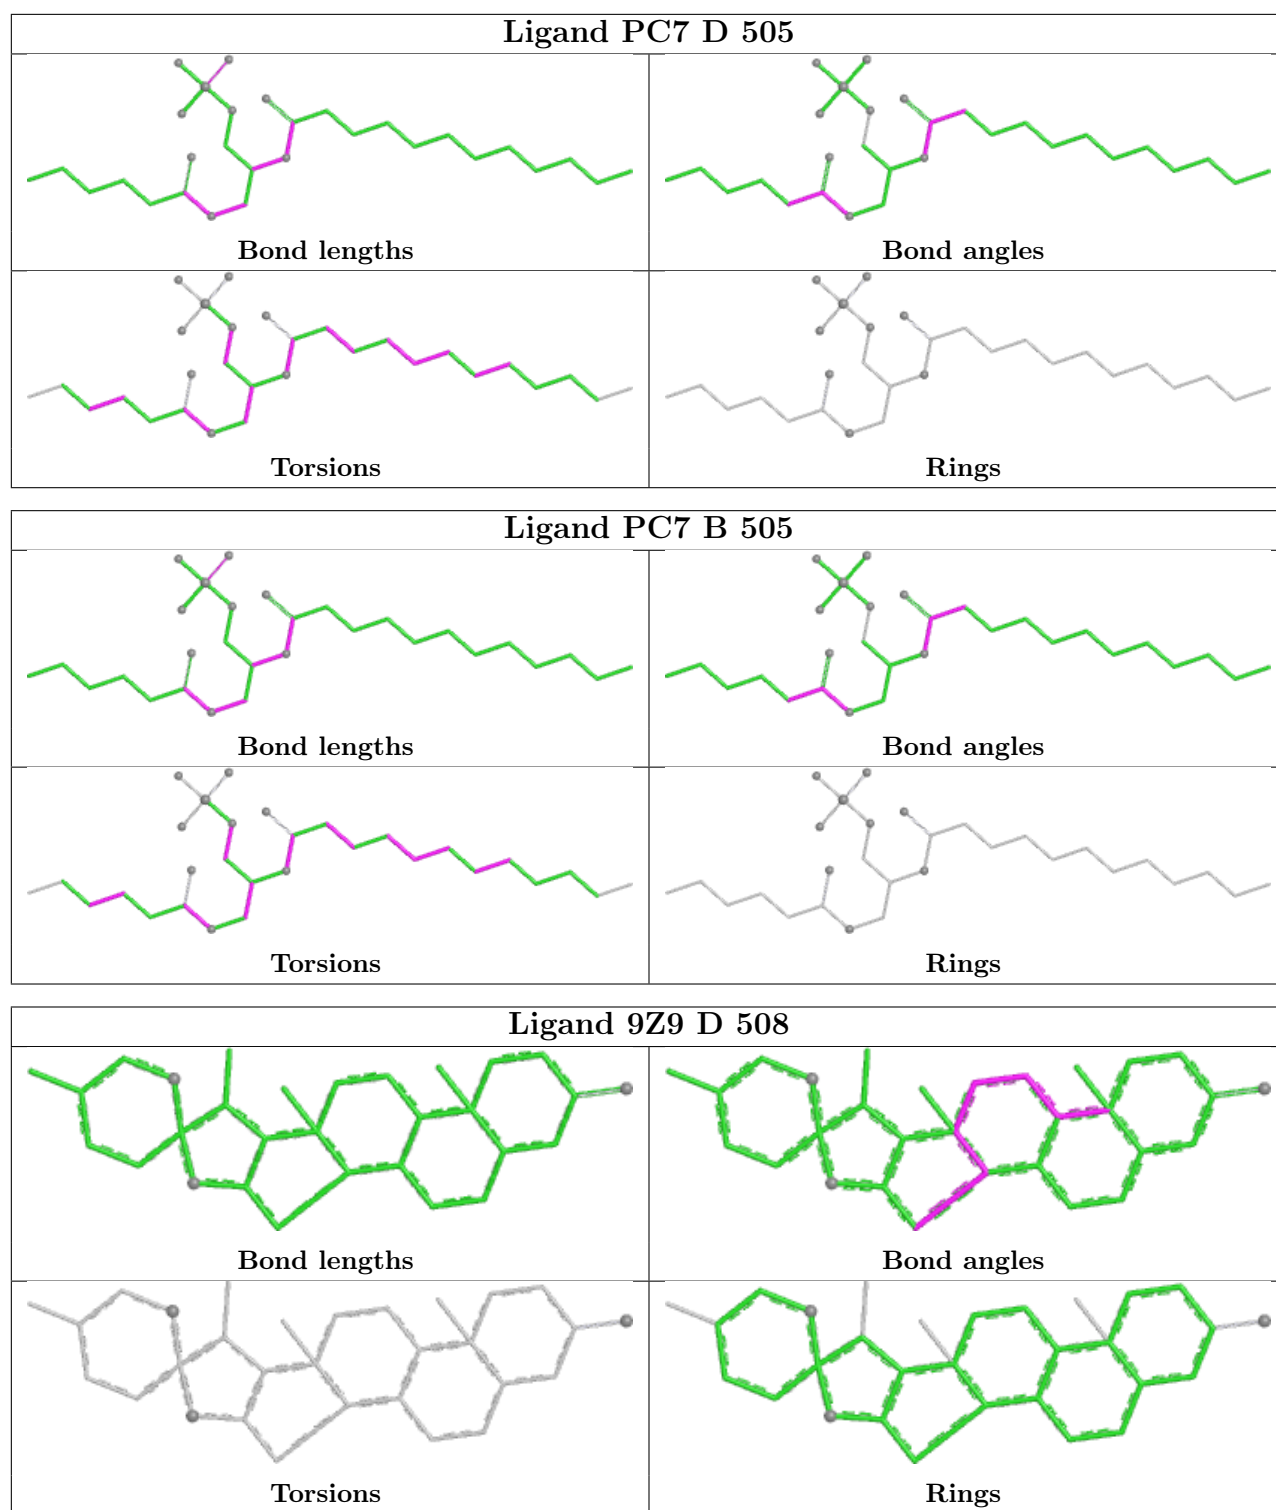 Ligand PC7 D 505
Bond lengths
Bond angles
Torsions
Rings
Ligand PC7 B 505
Bond lengths
Bond angles
Torsions
Rings
Ligand 9Z9 D 508
Bond lengths
Bond angles
Torsions
Rings